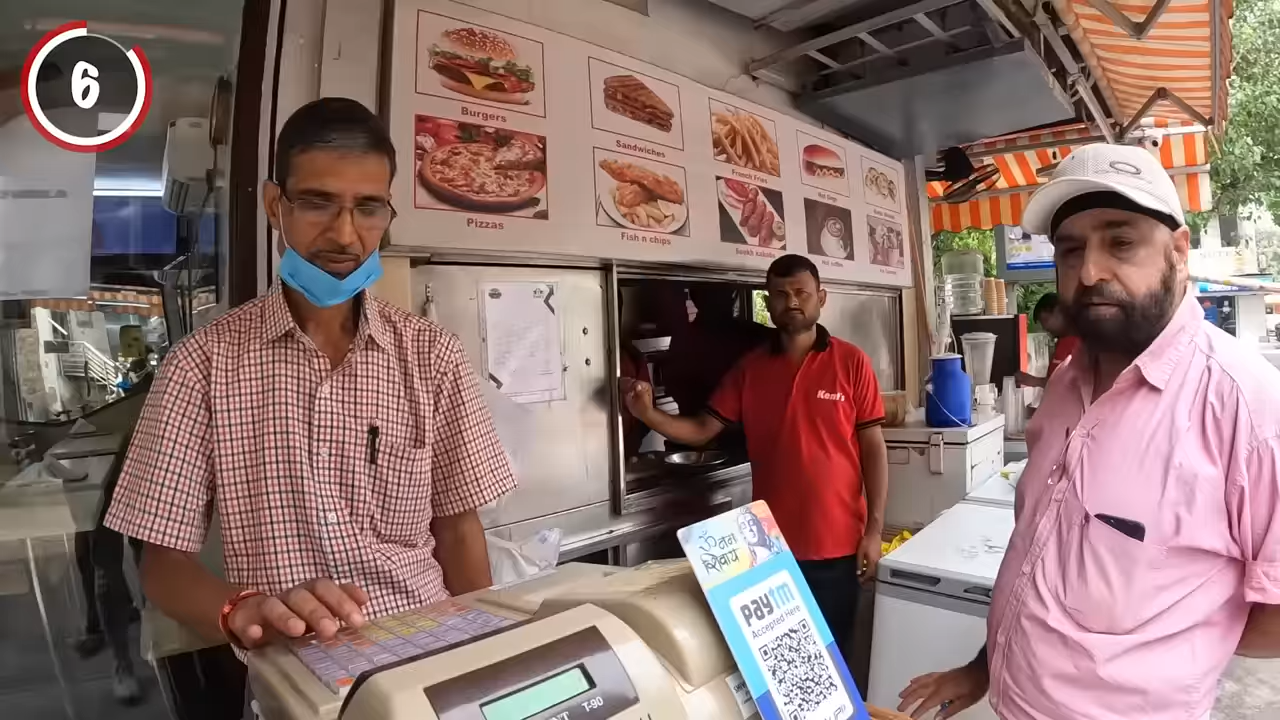 6
Burgers
Sandwiches
French Fries
Hot Dogs
Pizzas
Fish n chips
Seekh kababs
Hot coffee
Kent's
ॐ नमः
शिवाय
paytm
Accepted Here
T-90